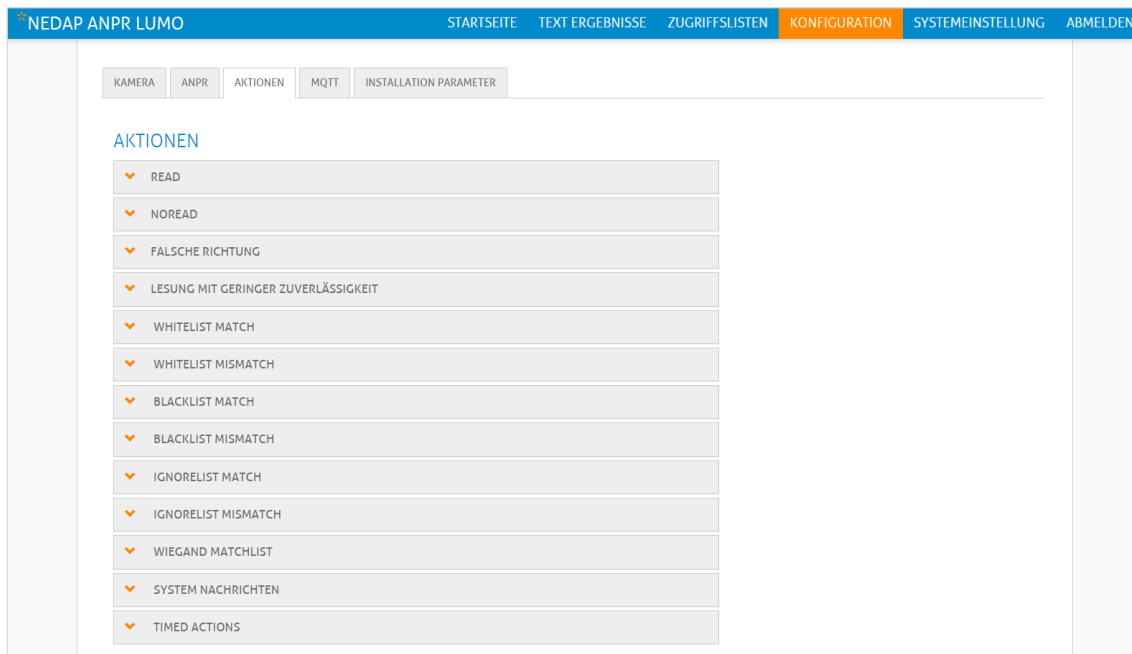 NEDAP ANPR LUMO STARTSEITE TEXT ERGEBNISSE ZUGRIFFSLISTEN KONFIGURATION SYSTEMEINSTELLUNG ABMELDEN
KAMERA ANPR AKTIONEN MQTT INSTALLATION PARAMETER
AKTIONEN
READ
NOREAD
FALSCHE RICHTUNG
LESUNG MIT GERINGER ZUVERLÄSSIGKEIT
WHITELIST MATCH
WHITELIST MISMATCH
BLACKLIST MATCH
BLACKLIST MISMATCH
IGNORELIST MATCH
IGNORELIST MISMATCH
WIEGAND MATCHLIST
SYSTEM NACHRICHTEN
TIMED ACTIONS